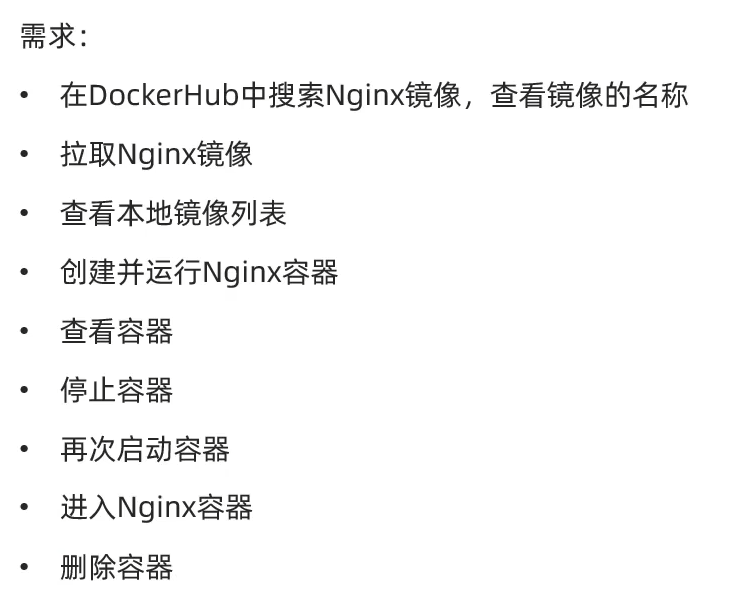 需求：
• 在DockerHub中搜索Nginx镜像，查看镜像的名称
• 拉取Nginx镜像
• 查看本地镜像列表
• 创建并运行Nginx容器
• 查看容器
• 停止容器
• 再次启动容器
• 进入Nginx容器
• 删除容器